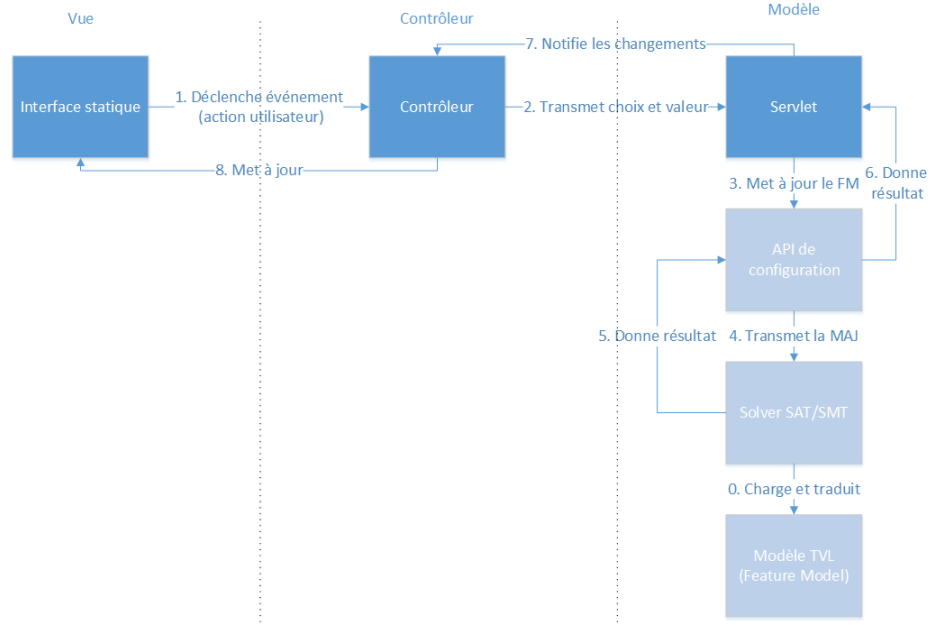 Vue
Contrôleur
Modèle
7. Notifie les changements
Interface statique
1. Déclenche événement
(action utilisateur)
Contrôleur
2. Transmet choix et valeur
Servlet
8. Met à jour
3. Met à jour le FM
6. Donne
résultat
API de
configuration
5. Donne résultat
4. Transmet la MAJ
Solver SAT/SMT
0. Charge et traduit
Modèle TVL
(Feature Model)